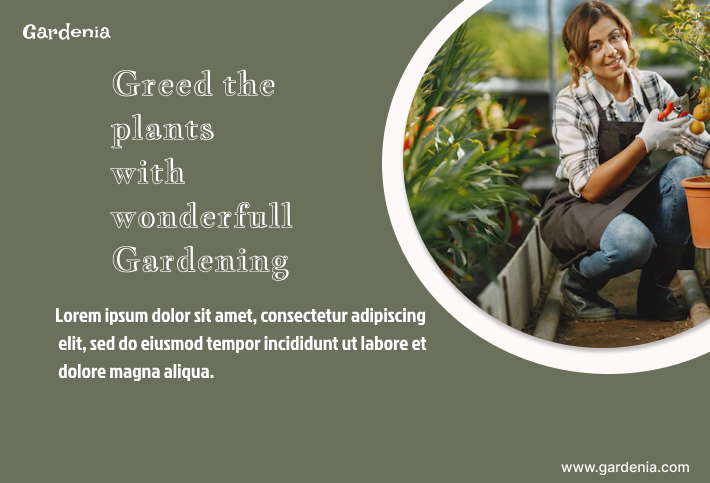 Gardenia
Greed the
plants
with
wonderfull
Gardening
Lorem ipsum dolor sit amet, consectetur adipiscing
elit, sed do eiusmod tempor incididunt ut labore et
dolore magna aliqua.
www.gardenia.com